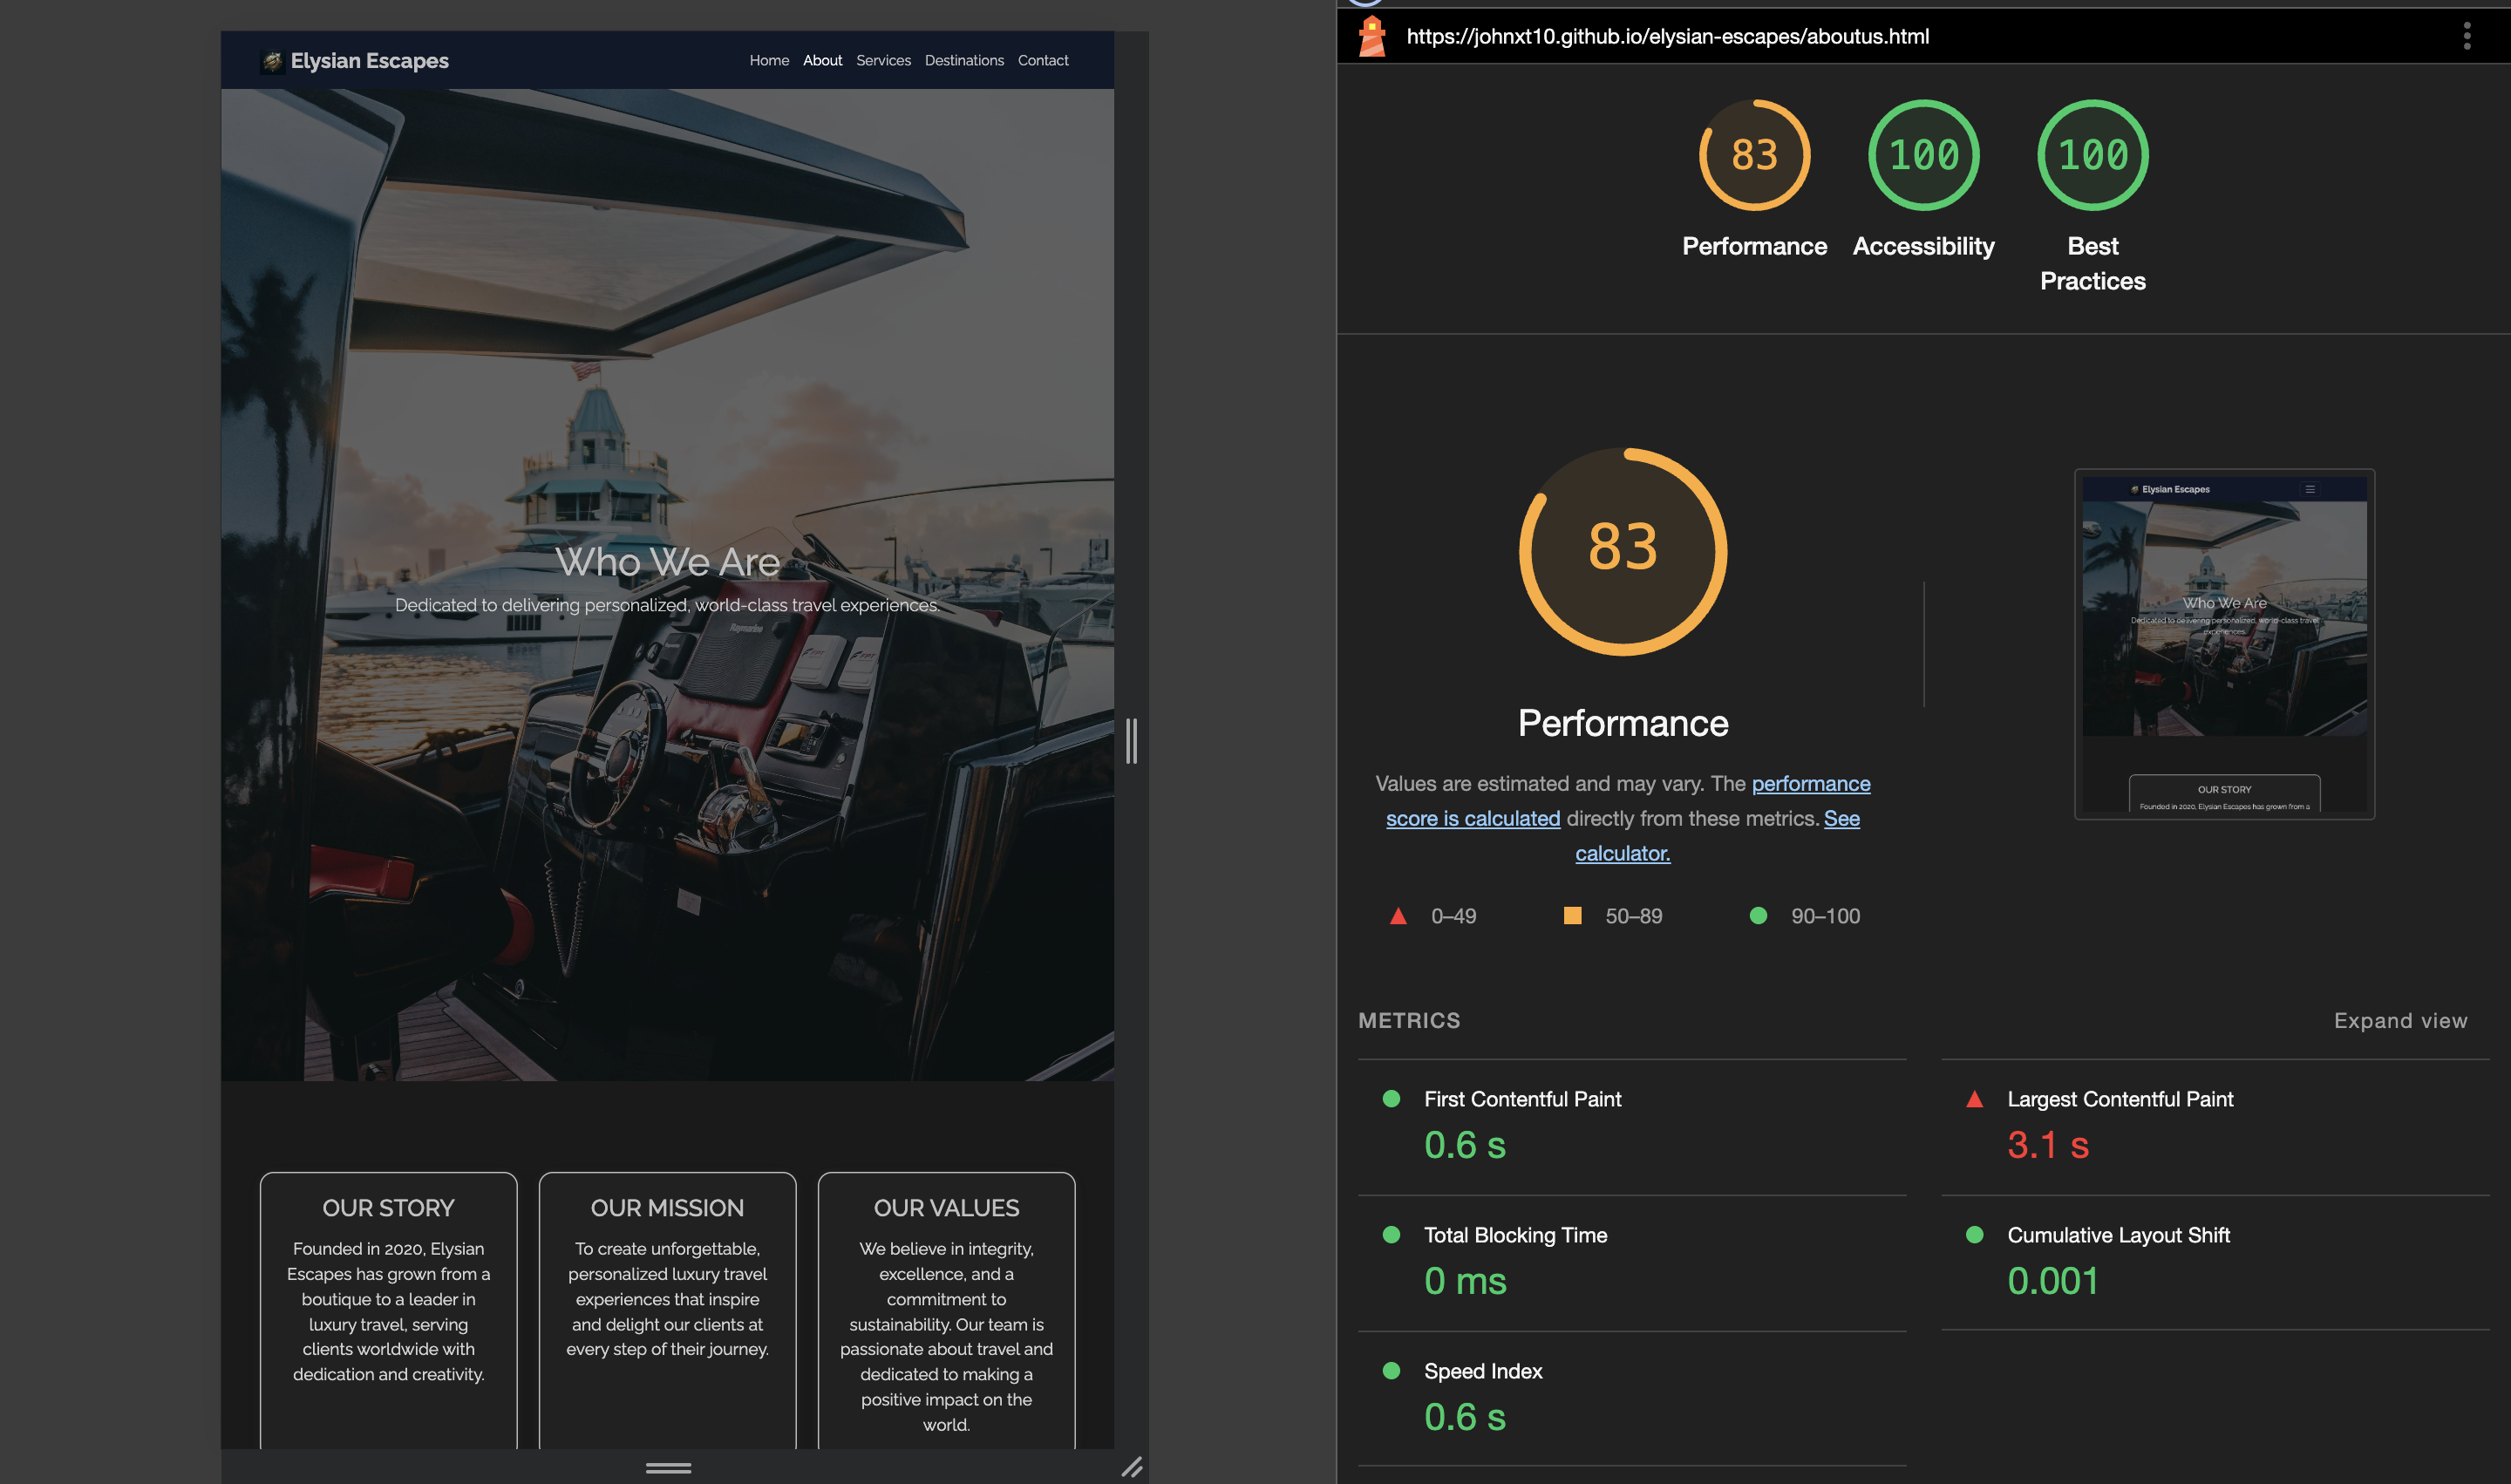 Elysian Escapes
Home About Services Destinations Contact
Who We Are
Dedicated to delivering personalized, world-class travel experiences.
Raymarine
OUR STORY
Founded in 2020, Elysian
Escapes has grown from a
boutique to a leader in
luxury travel, serving
clients worldwide with
dedication and creativity.
OUR MISSION
To create unforgettable,
personalized luxury travel
experiences that inspire
and delight our clients at
every step of their journey.
OUR VALUES
We believe in integrity,
excellence, and a
commitment to
sustainability. Our team is
passionate about travel and
dedicated to making a
positive impact on the
world.
https://johnxt10.github.io/elysian-escapes/aboutus.html
83
Performance
100
Accessibility
100
Best
Practices
83
Performance
Values are estimated and may vary. The performance
score is calculated directly from these metrics. See
calculator.
0–49
50–89
90–100
Elysian Escapes
Who We Are
Dedicated to delivering personalized, world-class travel
experiences.
OUR STORY
Founded in 2020, Elysian Escapes has grown from a
METRICS
Expand view
First Contentful Paint
0.6 s
Largest Contentful Paint
3.1 s
Total Blocking Time
0 ms
Cumulative Layout Shift
0.001
Speed Index
0.6 s